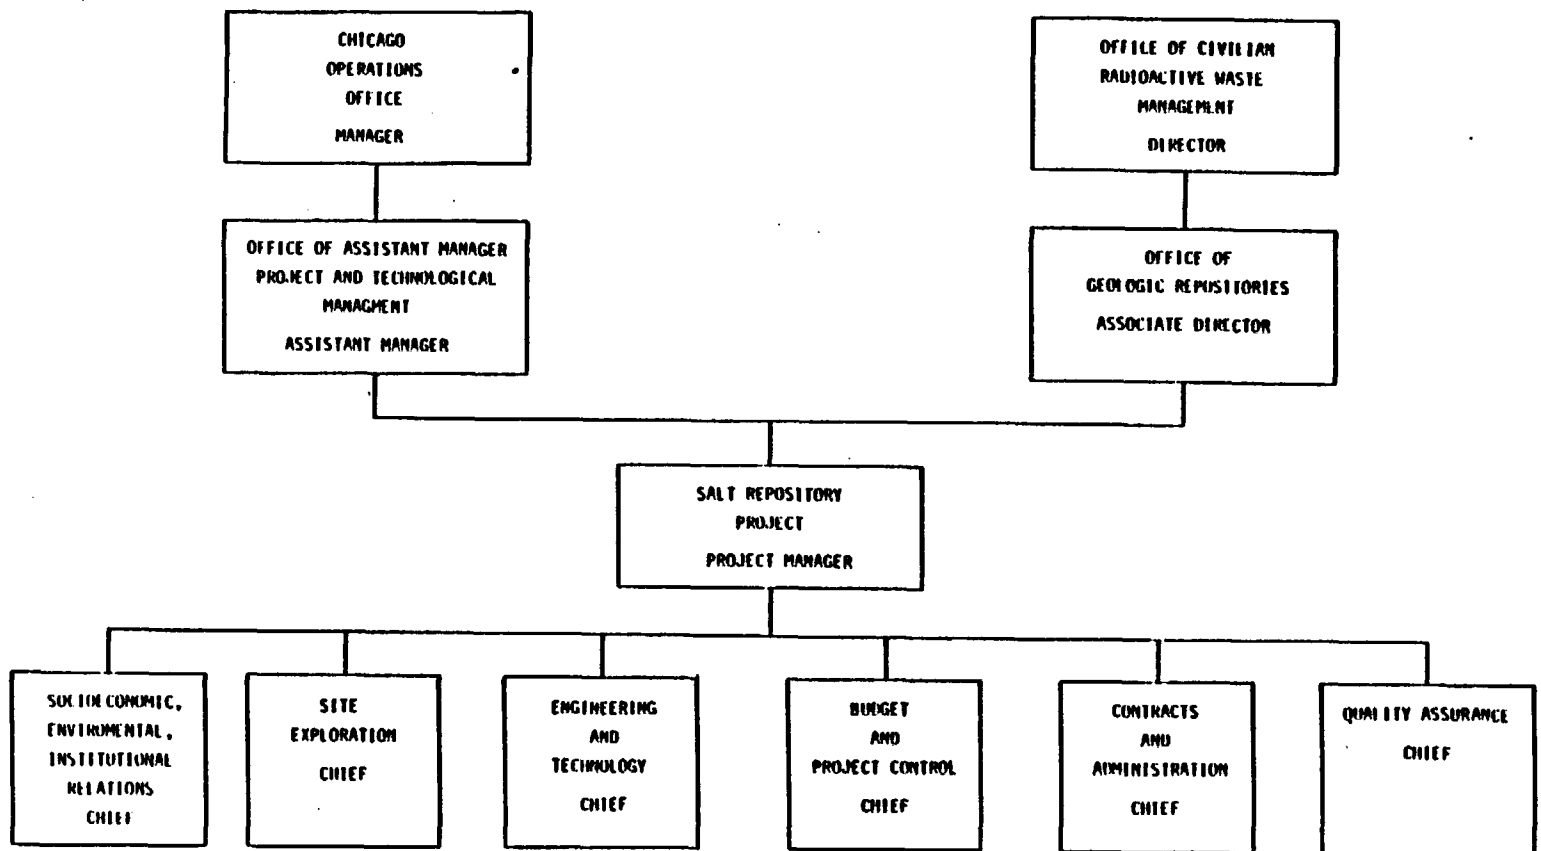 CHICAGO
OPERATIONS
OFFICE
MANAGER
OFFICE OF CIVILIAN
RADIOACTIVE WASTE
MANAGEMENT
DIRECTOR
OFFICE OF ASSISTANT MANAGER
PROJECT AND TECHNOLOGICAL
MANAGMENT
ASSISTANT MANAGER
OFFICE OF
GEOLOGIC REPOSITORIES
ASSOCIATE DIRECTOR
SALT REPOSITORY
PROJECT
PROJECT MANAGER
SOCIOECONOMIC,
ENVIROMENTAL,
INSTITUTIONAL
RELATIONS
CHIEF
SITE
EXPLORATION
CHIEF
ENGINEERING
AND
TECHNOLOGY
CHIEF
BUDGET
AND
PROJECT CONTROL
CHIEF
CONTRACTS
AND
ADMINISTRATION
CHIEF
QUALITY ASSURANCE
CHIEF